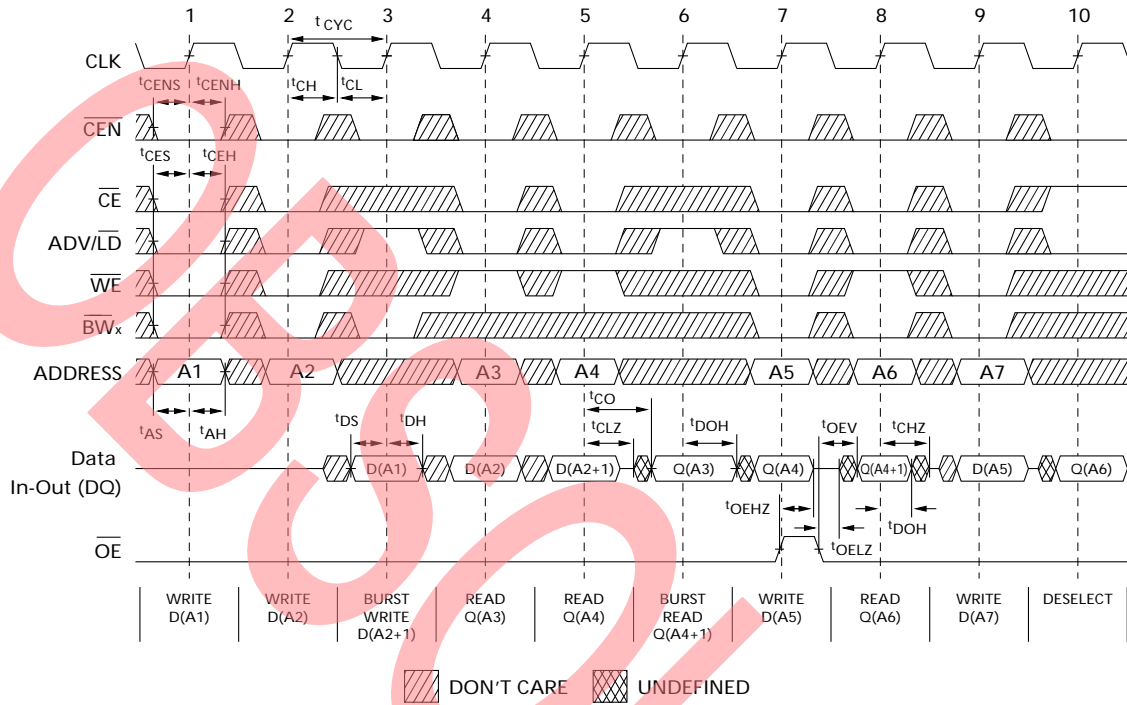 1 2 3 4 5 6 7 8 9 10
tCYC
CLK
tCENS tCENH tCH tCL
CEN
tCES tCEH
CE
ADV/LD
WE
BWx
ADDRESS A1 A2 A3 A4 A5 A6 A7
tAS tAH tDS tDH tCO tCLZ tDOH tOEV tCHZ
Data
In-Out (DQ)
D(A1) D(A2) D(A2+1) Q(A3) Q(A4) Q(A4+1) D(A5) Q(A6)
tOEHZ tDOH
tOELZ
OE
WRITE
D(A1)
WRITE
D(A2)
BURST
WRITE
D(A2+1)
READ
Q(A3)
READ
Q(A4)
BURST
READ
Q(A4+1)
WRITE
D(A5)
READ
Q(A6)
WRITE
D(A7)
DESELECT
DON'T CARE UNDEFINED